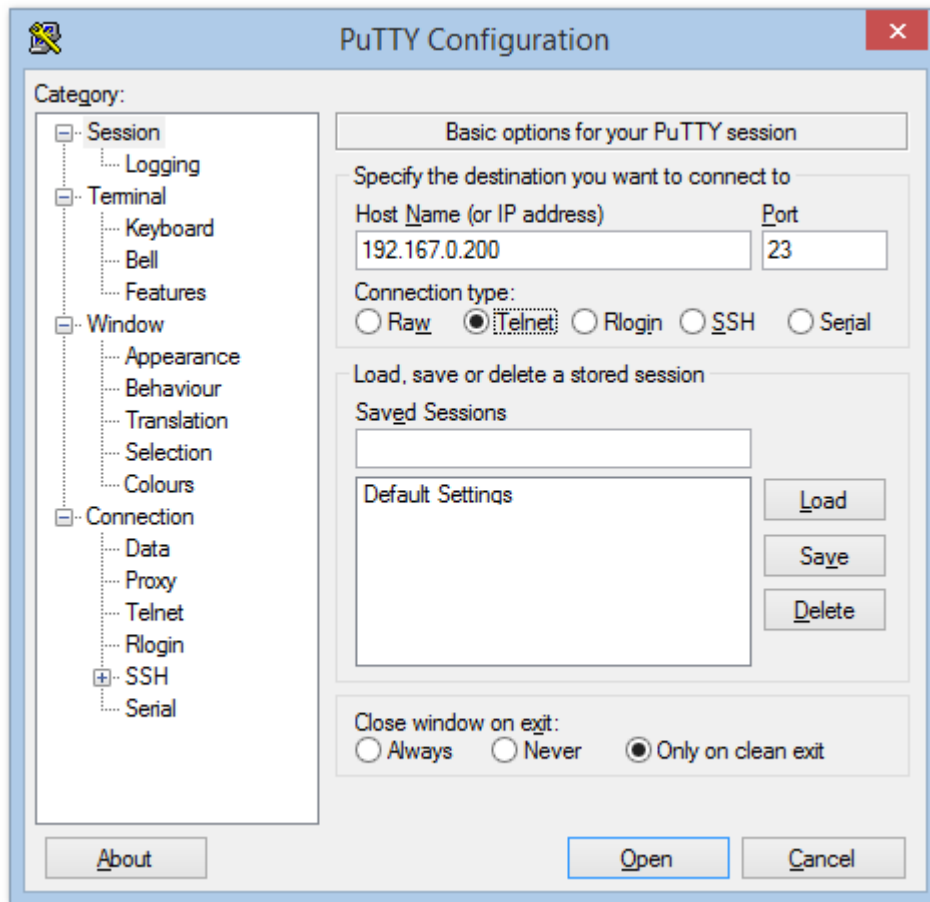 PuTTY Configuration
Category:
Session
Logging
Terminal
Keyboard
Bell
Features
Window
Appearance
Behaviour
Translation
Selection
Colours
Connection
Data
Proxy
Telnet
Rlogin
SSH
Serial
Basic options for your PuTTY session
Specify the destination you want to connect to
Host Name (or IP address) Port
192.167.0.200 23
Connection type:
Raw Telnet Rlogin SSH Serial
Load, save or delete a stored session
Saved Sessions
Default Settings
Load
Save
Delete
Close window on exit:
Always Never Only on clean exit
About Open Cancel